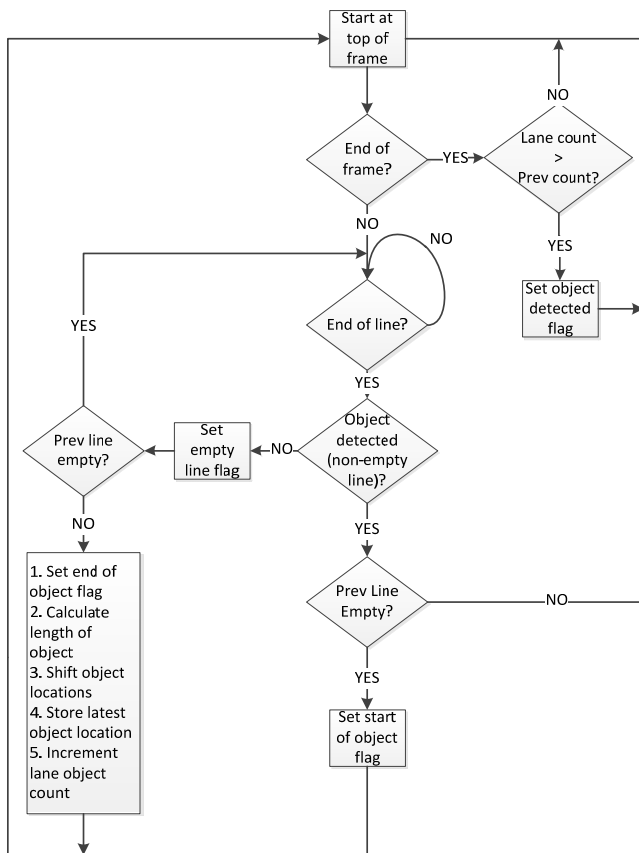 Start at
top of
frame
NO
End of
frame?
YES
Lane count
>
Prev count?
NO
NO
YES
Set object
detected
flag
YES
End of line?
YES
Prev line
empty?
Set
empty
line flag
NO
Object
detected
(non-empty
line)?
NO
YES
1. Set end of
object flag
2. Calculate
length of
object
3. Shift object
locations
4. Store latest
object location
5. Increment
lane object
count
Prev Line
Empty?
NO
YES
Set start
of object
flag